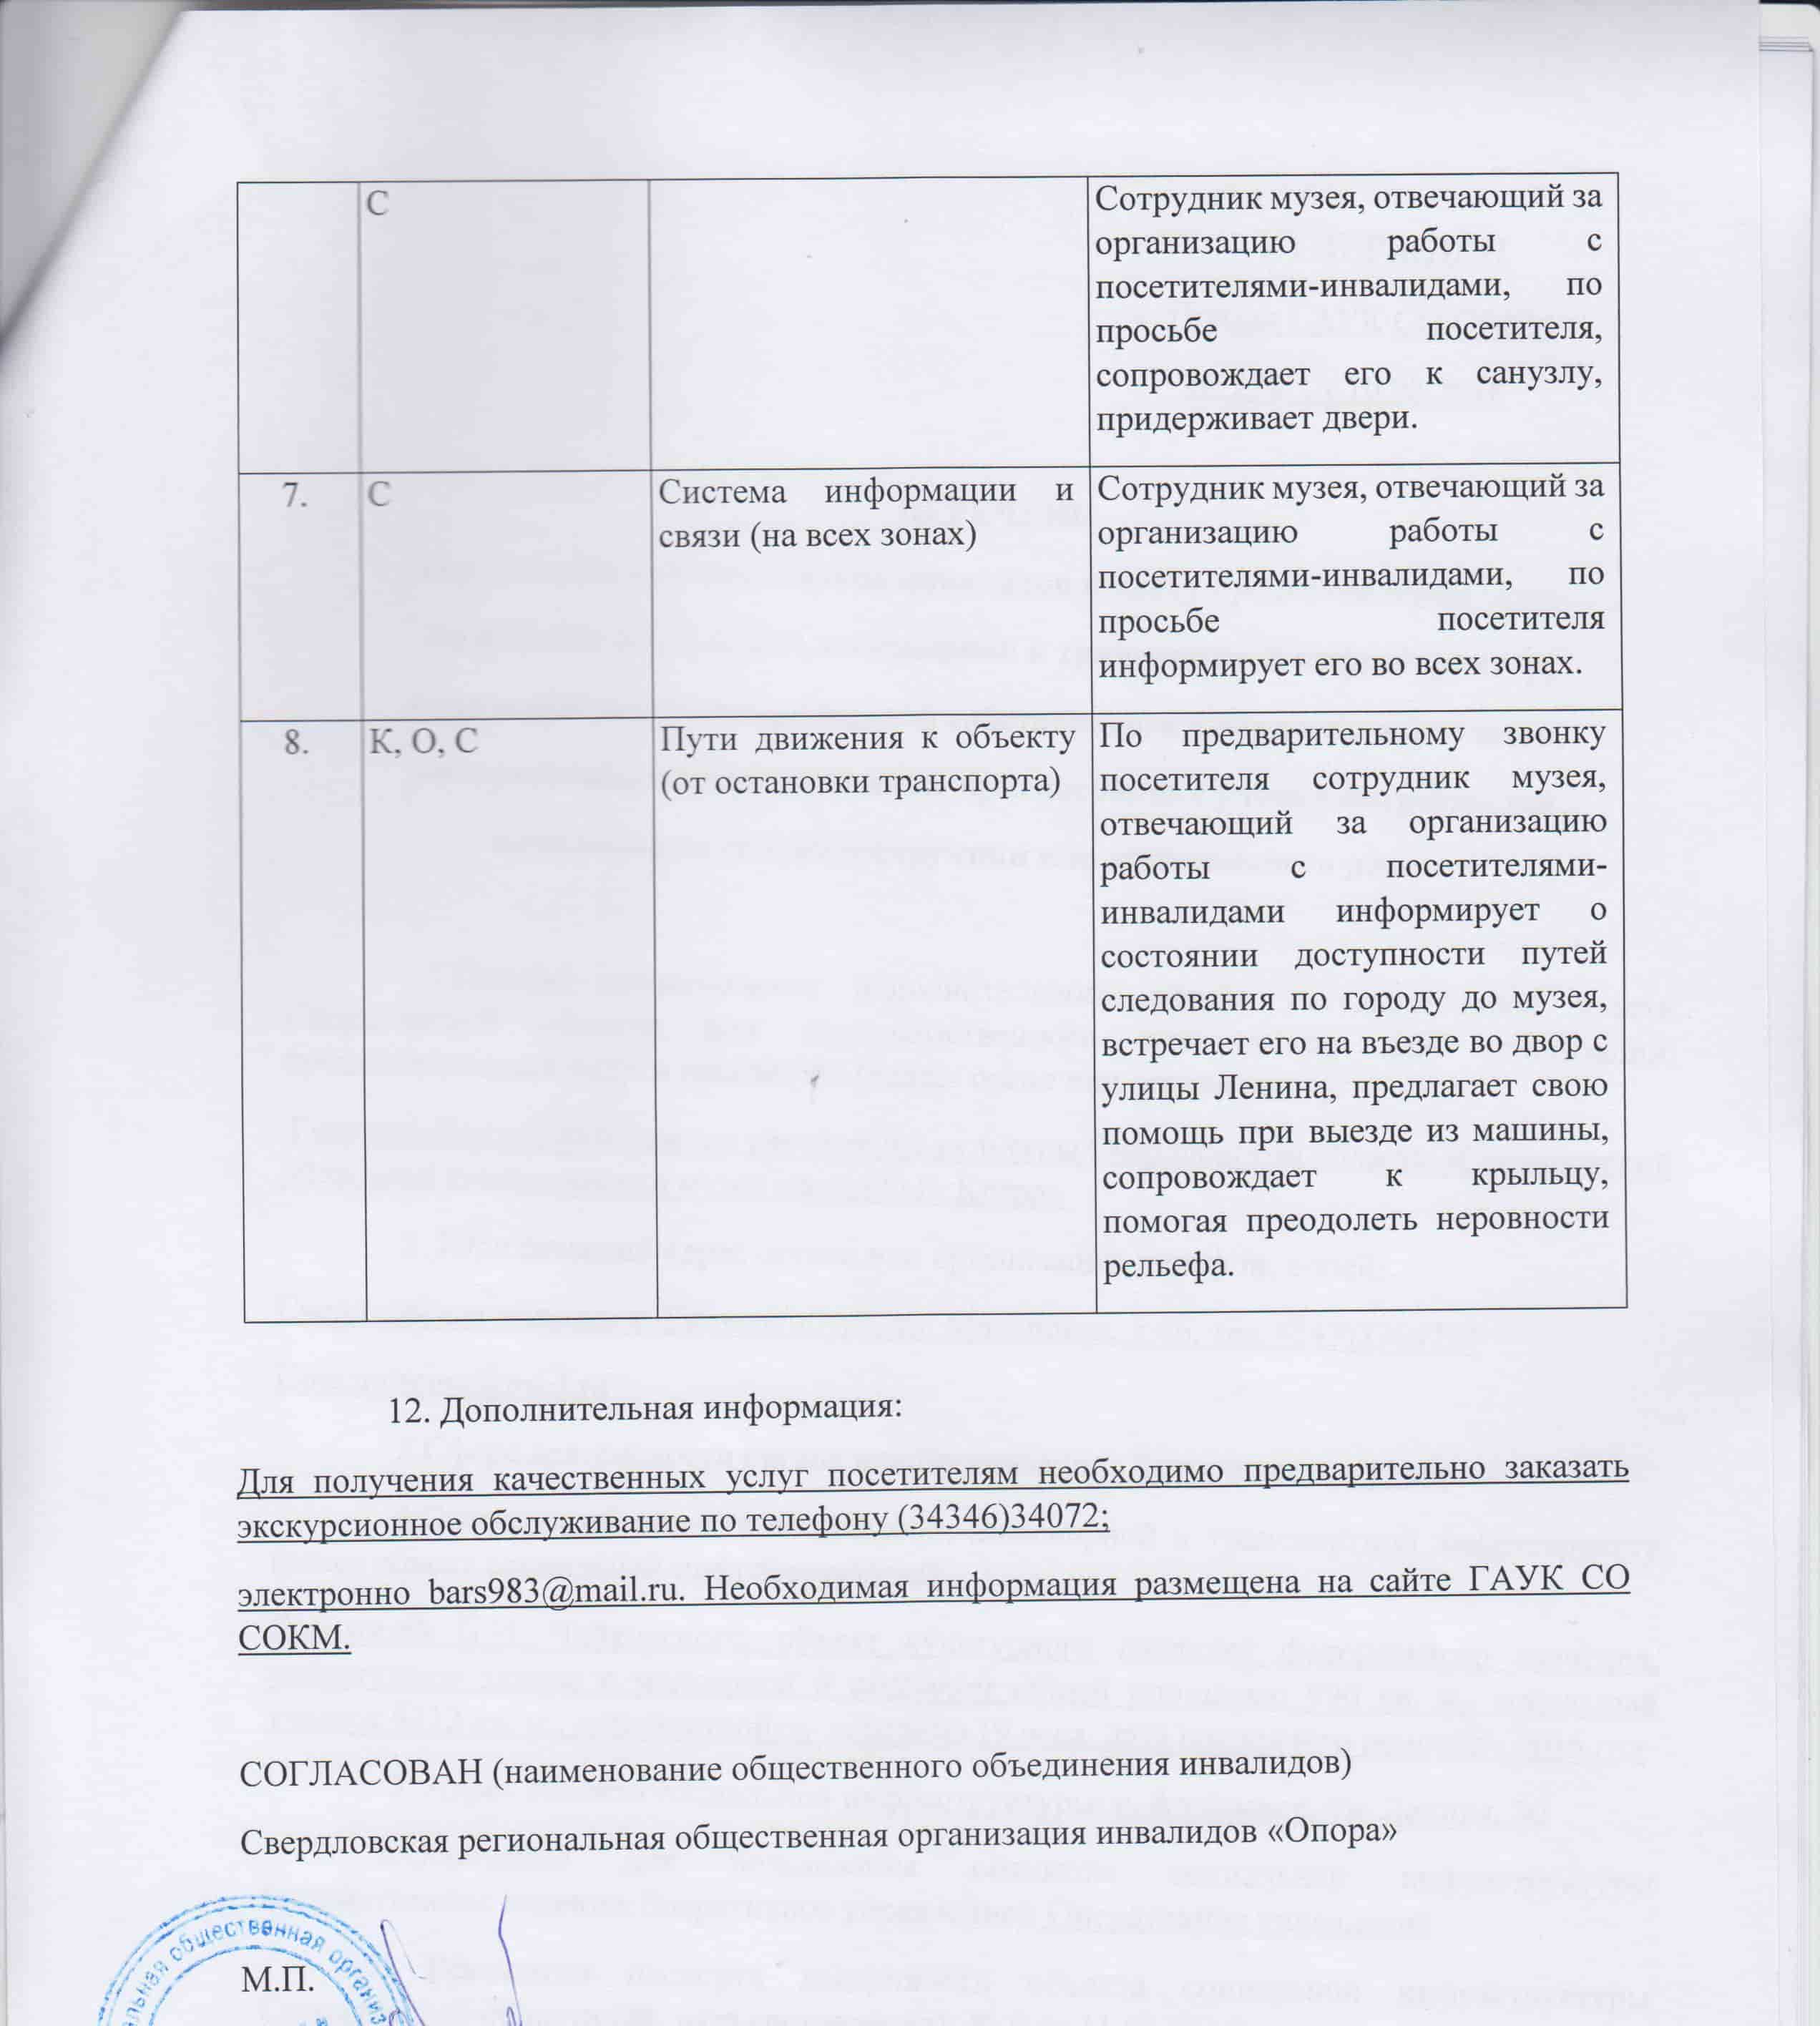 С
Сотрудник музея, отвечающий за
организацию работы с
посетителями-инвалидами, по
просьбе посетителя,
сопровождает его к санузлу,
придерживает двери.
7.
С
Система информации и
связи (на всех зонах)
Сотрудник музея, отвечающий за
организацию работы с
посетителями-инвалидами, по
просьбе посетителя
информирует его во всех зонах.
8.
К, О, С
Пути движения к объекту
(от остановки транспорта)
По предварительному звонку
посетителя сотрудник музея,
отвечающий за организацию
работы с посетителями-
инвалидами информирует о
состоянии доступности путей
следования по городу до музея,
встречает его на въезде во двор с
улицы Ленина, предлагает свою
помощь при выезде из машины,
сопровождает к крыльцу,
помогая преодолеть неровности
рельефа.
12. Дополнительная информация:
Для получения качественных услуг посетителям необходимо предварительно заказать
экскурсионное обслуживание по телефону (34346)34072;
электронно bars983@mail.ru. Необходимая информация размещена на сайте ГАУК СО
СОКМ.
СОГЛАСОВАН (наименование общественного объединения инвалидов)
Свердловская региональная общественная организация инвалидов «Опора»
М.П.
общественная